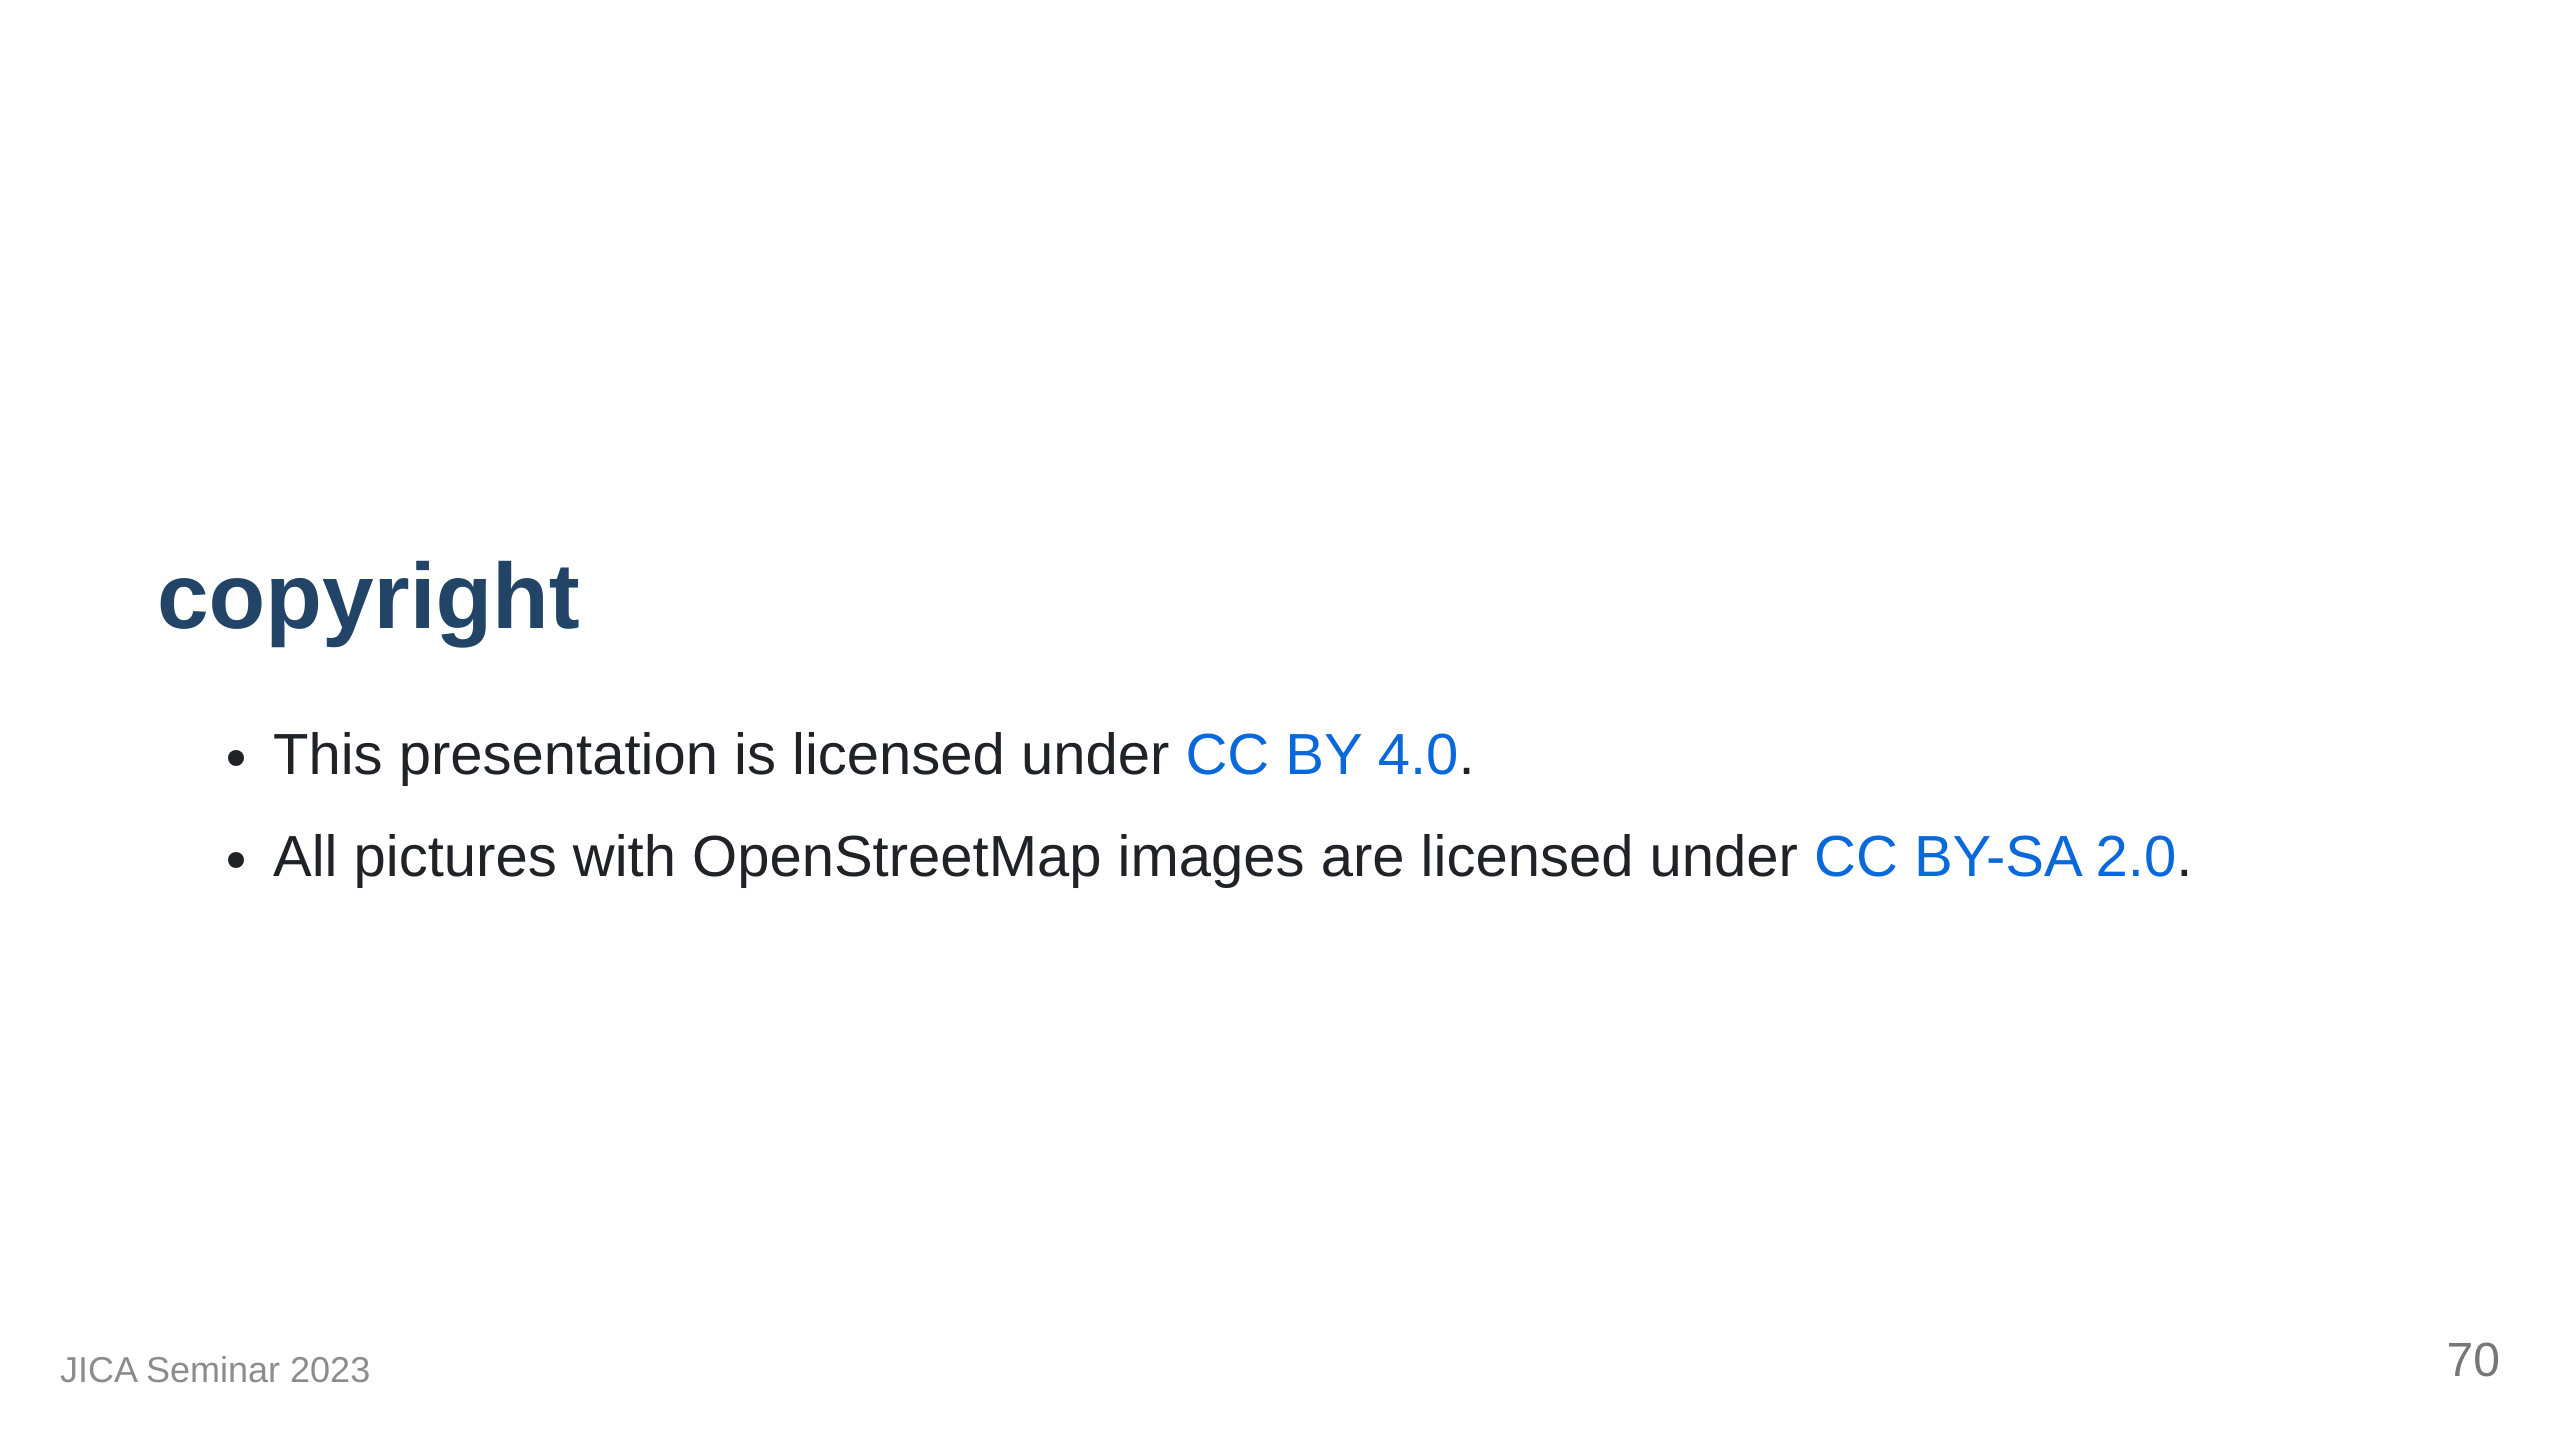 copyright
This presentation is licensed under CC BY 4.0.
All pictures with OpenStreetMap images are licensed under CC BY-SA 2.0.
JICA Seminar 2023
70